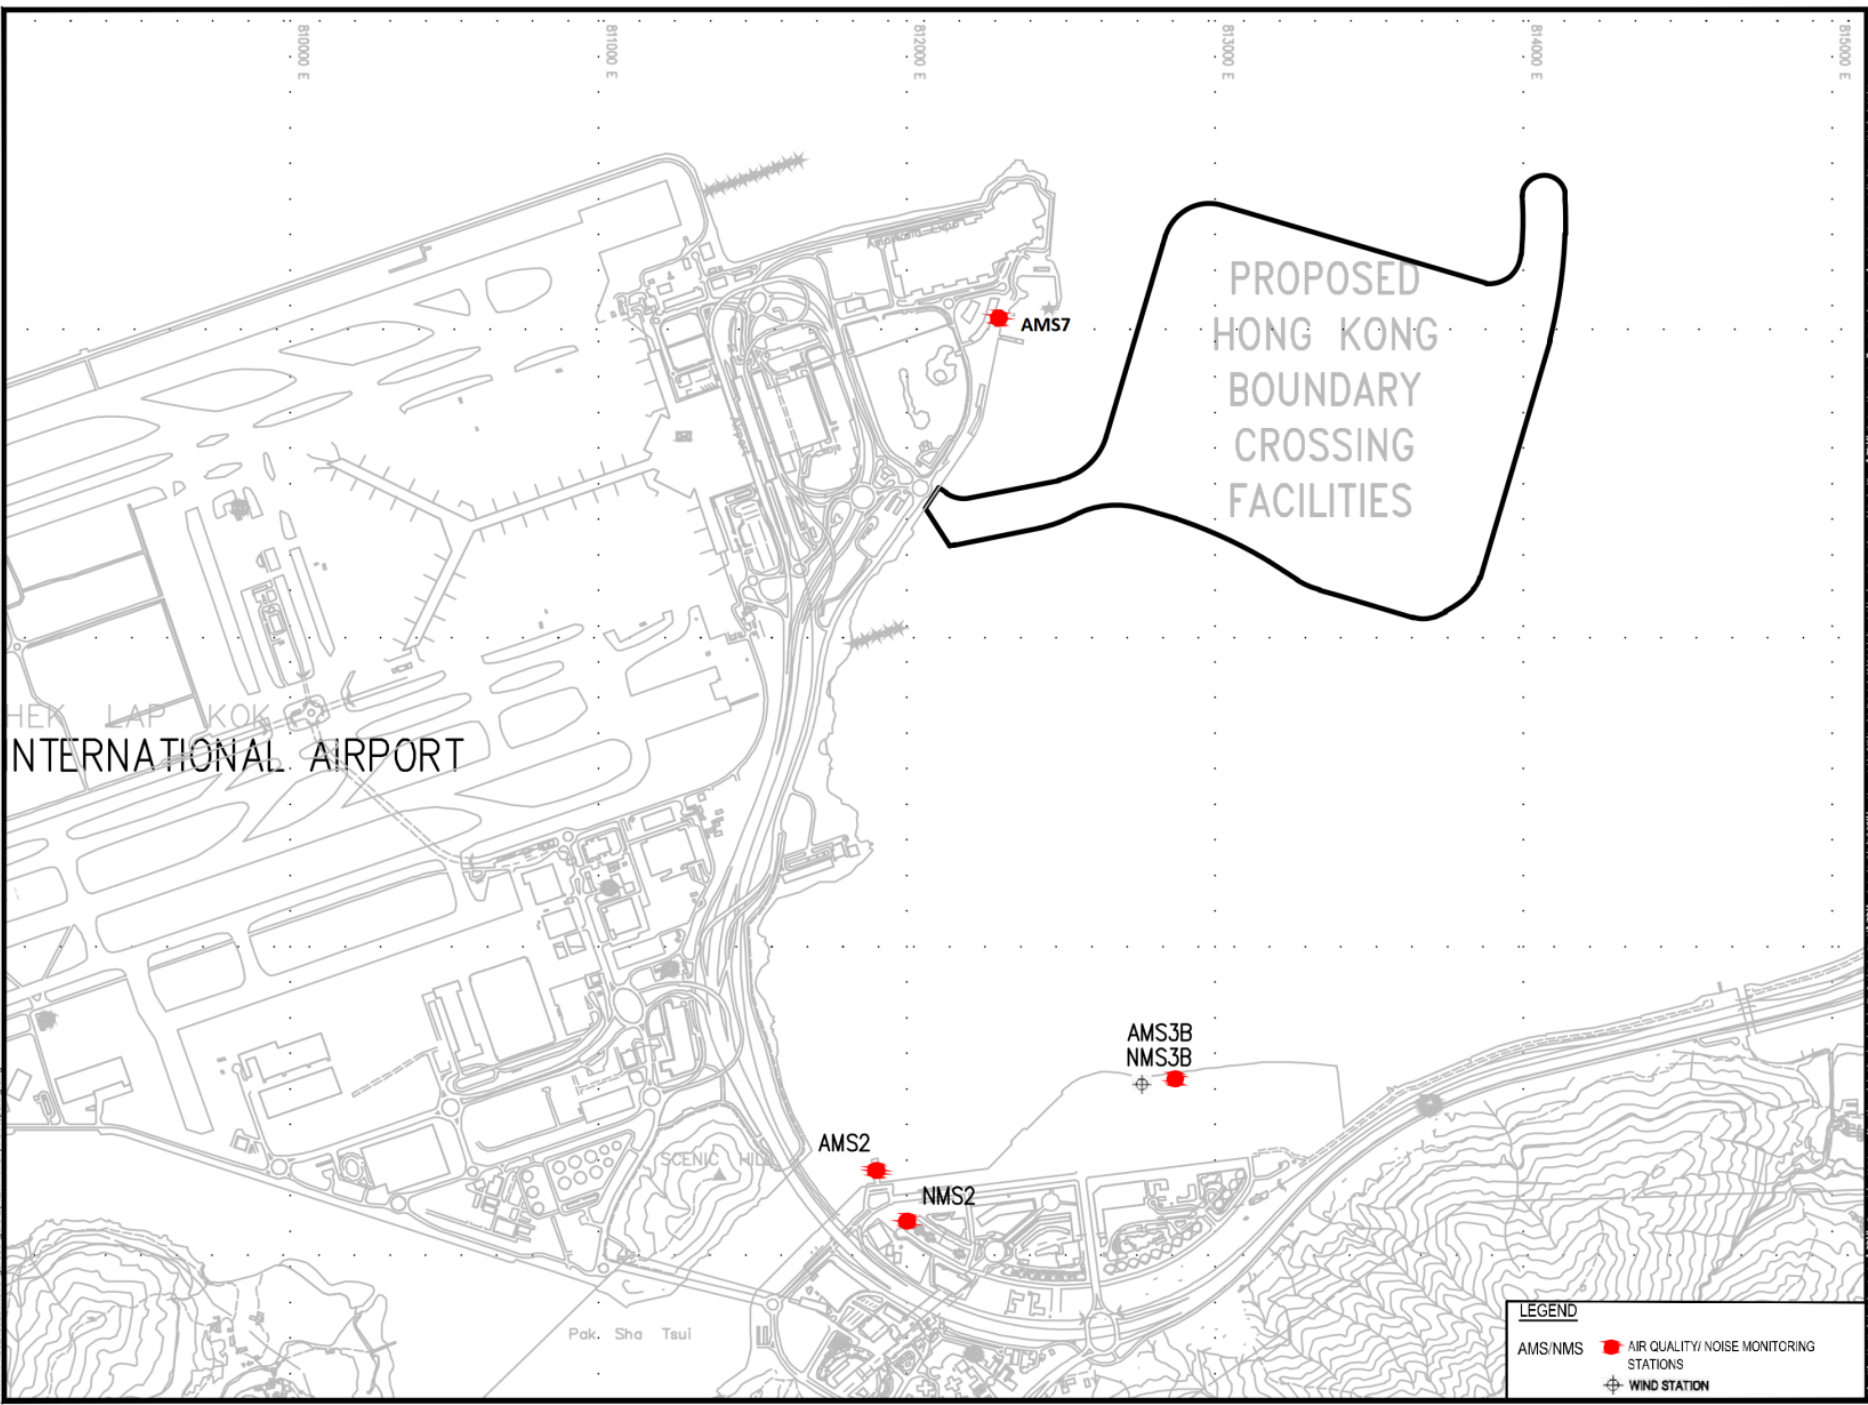 810000 E
811000 E
812000 E
813000 E
814000 E
815000 E
PROPOSED
HONG KONG
BOUNDARY
CROSSING
FACILITIES
AMS7
HEK LAP KOK
INTERNATIONAL AIRPORT
AMS3B
NMS3B
AMS2
SCENIC HILL
NMS2
Pak Sha Tsui
LEGEND
AMS/NMS
AIR QUALITY/ NOISE MONITORING
STATIONS
WIND STATION